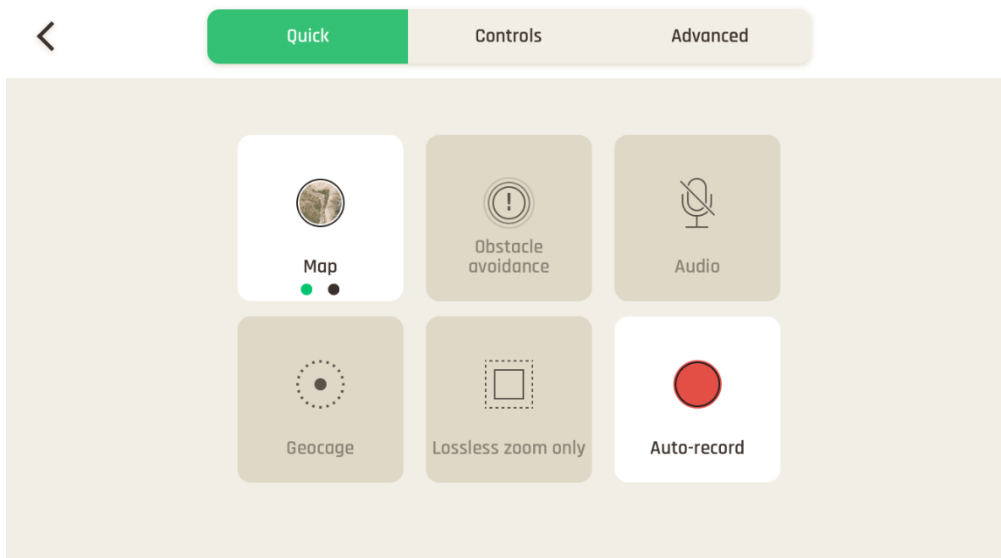 Quick
Controls
Advanced
Map
Obstacle
avoidance
Audio
Geocage
Lossless zoom only
Auto-record